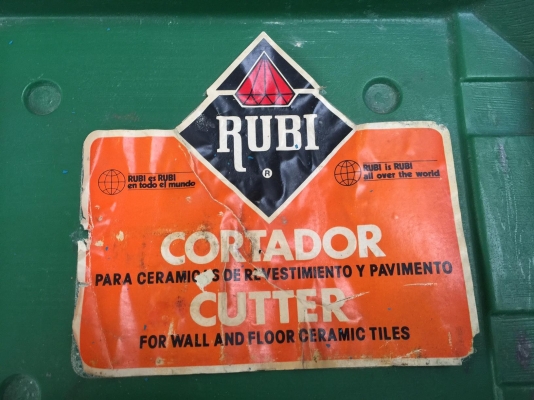 RUBI
®
RUBI es RUBI
en todo el mundo
RUBI is RUBI
all over the world
CORTADOR
PARA CERAMICAS DE REVESTIMIENTO Y PAVIMENTO
CUTTER
FOR WALL AND FLOOR CERAMIC TILES